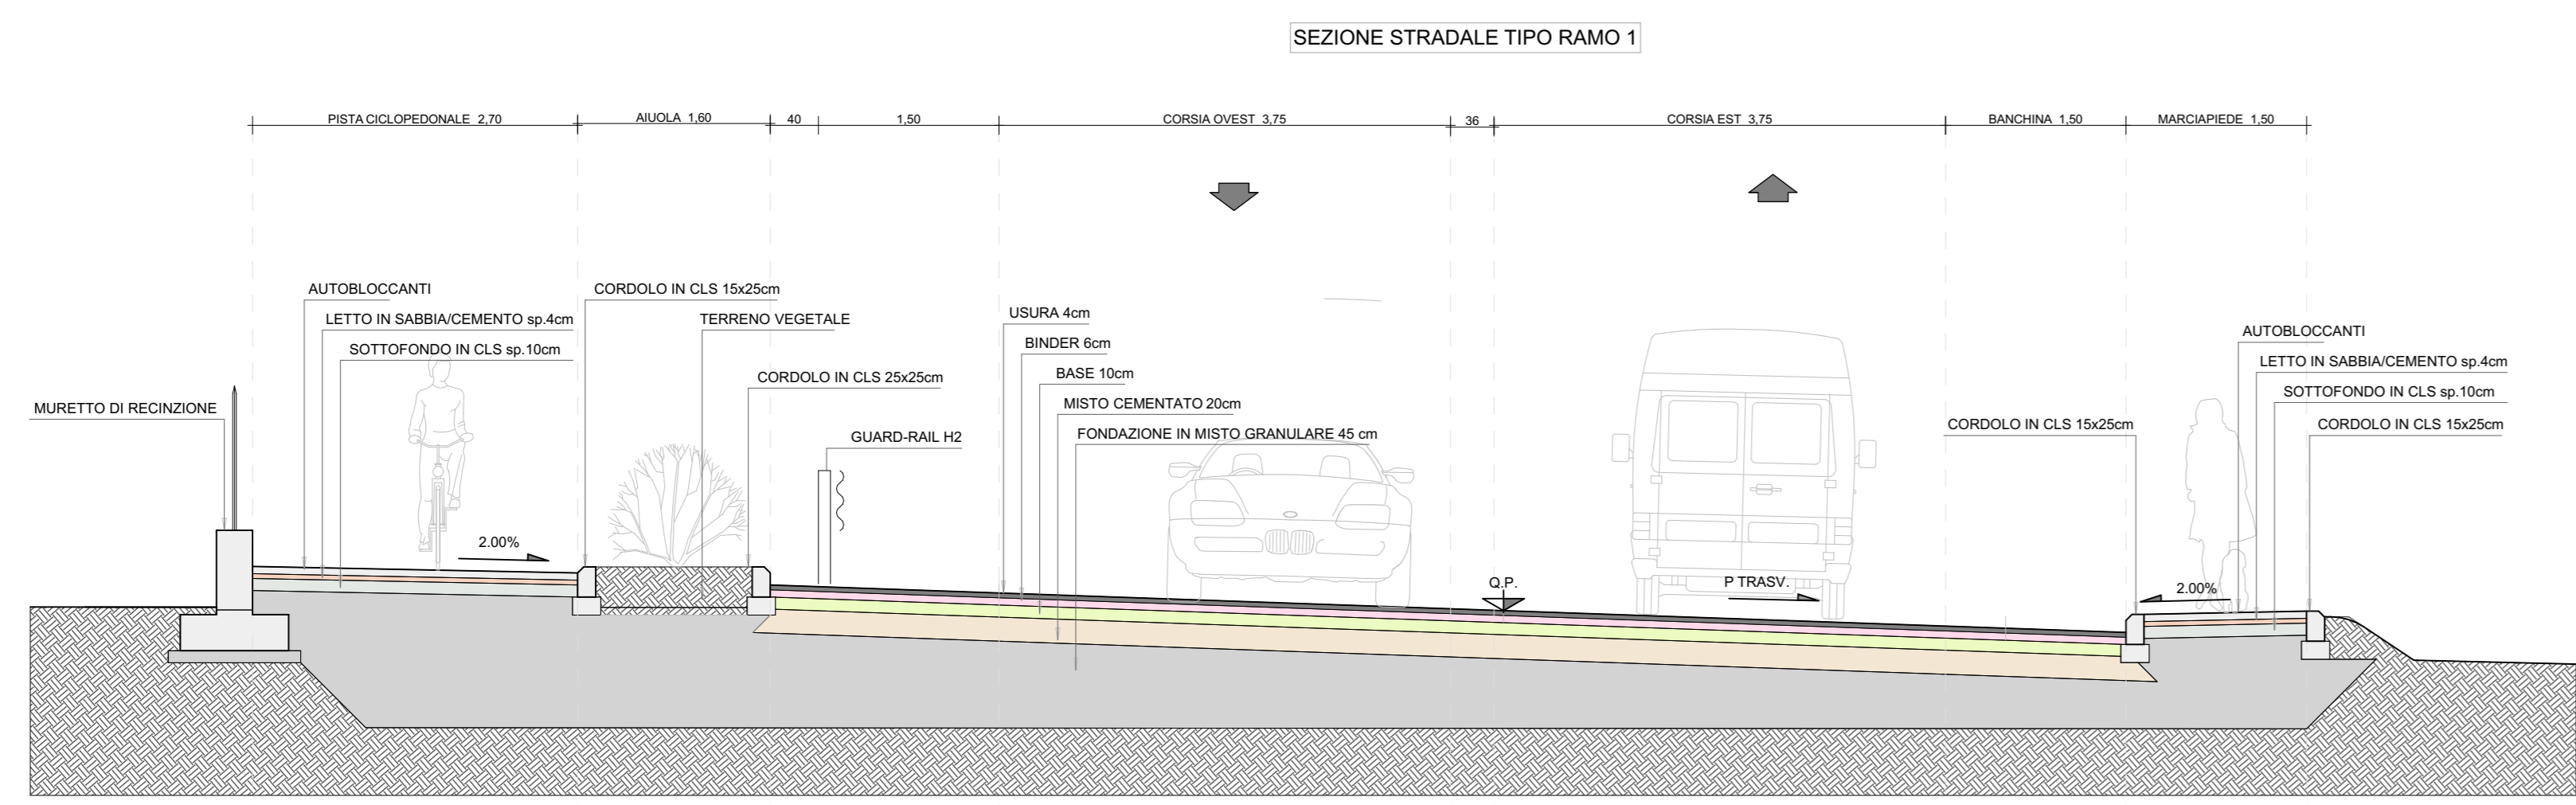 SEZIONE STRADALE TIPO RAMO 1
PISTA CICLOPEDONALE 2,70
AIUOLA 1,60
40
1,50
CORSIA OVEST 3,75
36
CORSIA EST 3,75
BANCHINA 1,50
MARCIAPIEDE 1,50
AUTOBLOCCANTI
LETTO IN SABBIA/CEMENTO sp.4cm
SOTTOFONDO IN CLS sp.10cm
MURETTO DI RECINZIONE
2.00%
CORDOLO IN CLS 15x25cm
TERRENO VEGETALE
CORDOLO IN CLS 25x25cm
GUARD-RAIL H2
USURA 4cm
BINDER 6cm
BASE 10cm
MISTO CEMENTATO 20cm
FONDAZIONE IN MISTO GRANULARE 45 cm
Q.P.
P TRASV.
CORDOLO IN CLS 15x25cm
2.00%
AUTOBLOCCANTI
LETTO IN SABBIA/CEMENTO sp.4cm
SOTTOFONDO IN CLS sp.10cm
CORDOLO IN CLS 15x25cm